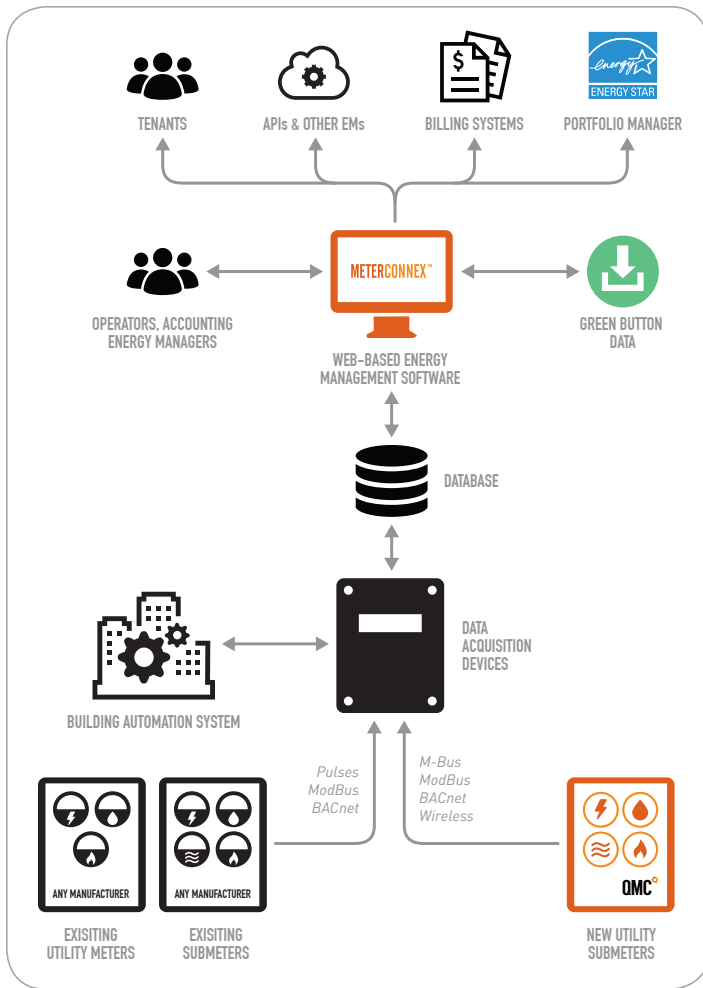 $
energy
ENERGY STAR
TENANTS
APIs & OTHER EMs
BILLING SYSTEMS
PORTFOLIO MANAGER
METERCONNEX™
OPERATORS, ACCOUNTING
ENERGY MANAGERS
GREEN BUTTON
DATA
WEB-BASED ENERGY
MANAGEMENT SOFTWARE
DATABASE
DATA
ACQUISITION
DEVICES
BUILDING AUTOMATION SYSTEM
Pulses
ModBus
BACnet
M-Bus
ModBus
BACnet
Wireless
ANY MANUFACTURER
ANY MANUFACTURER
QMC
EXISITING
UTILITY METERS
EXISITING
SUBMETERS
NEW UTILITY
SUBMETERS